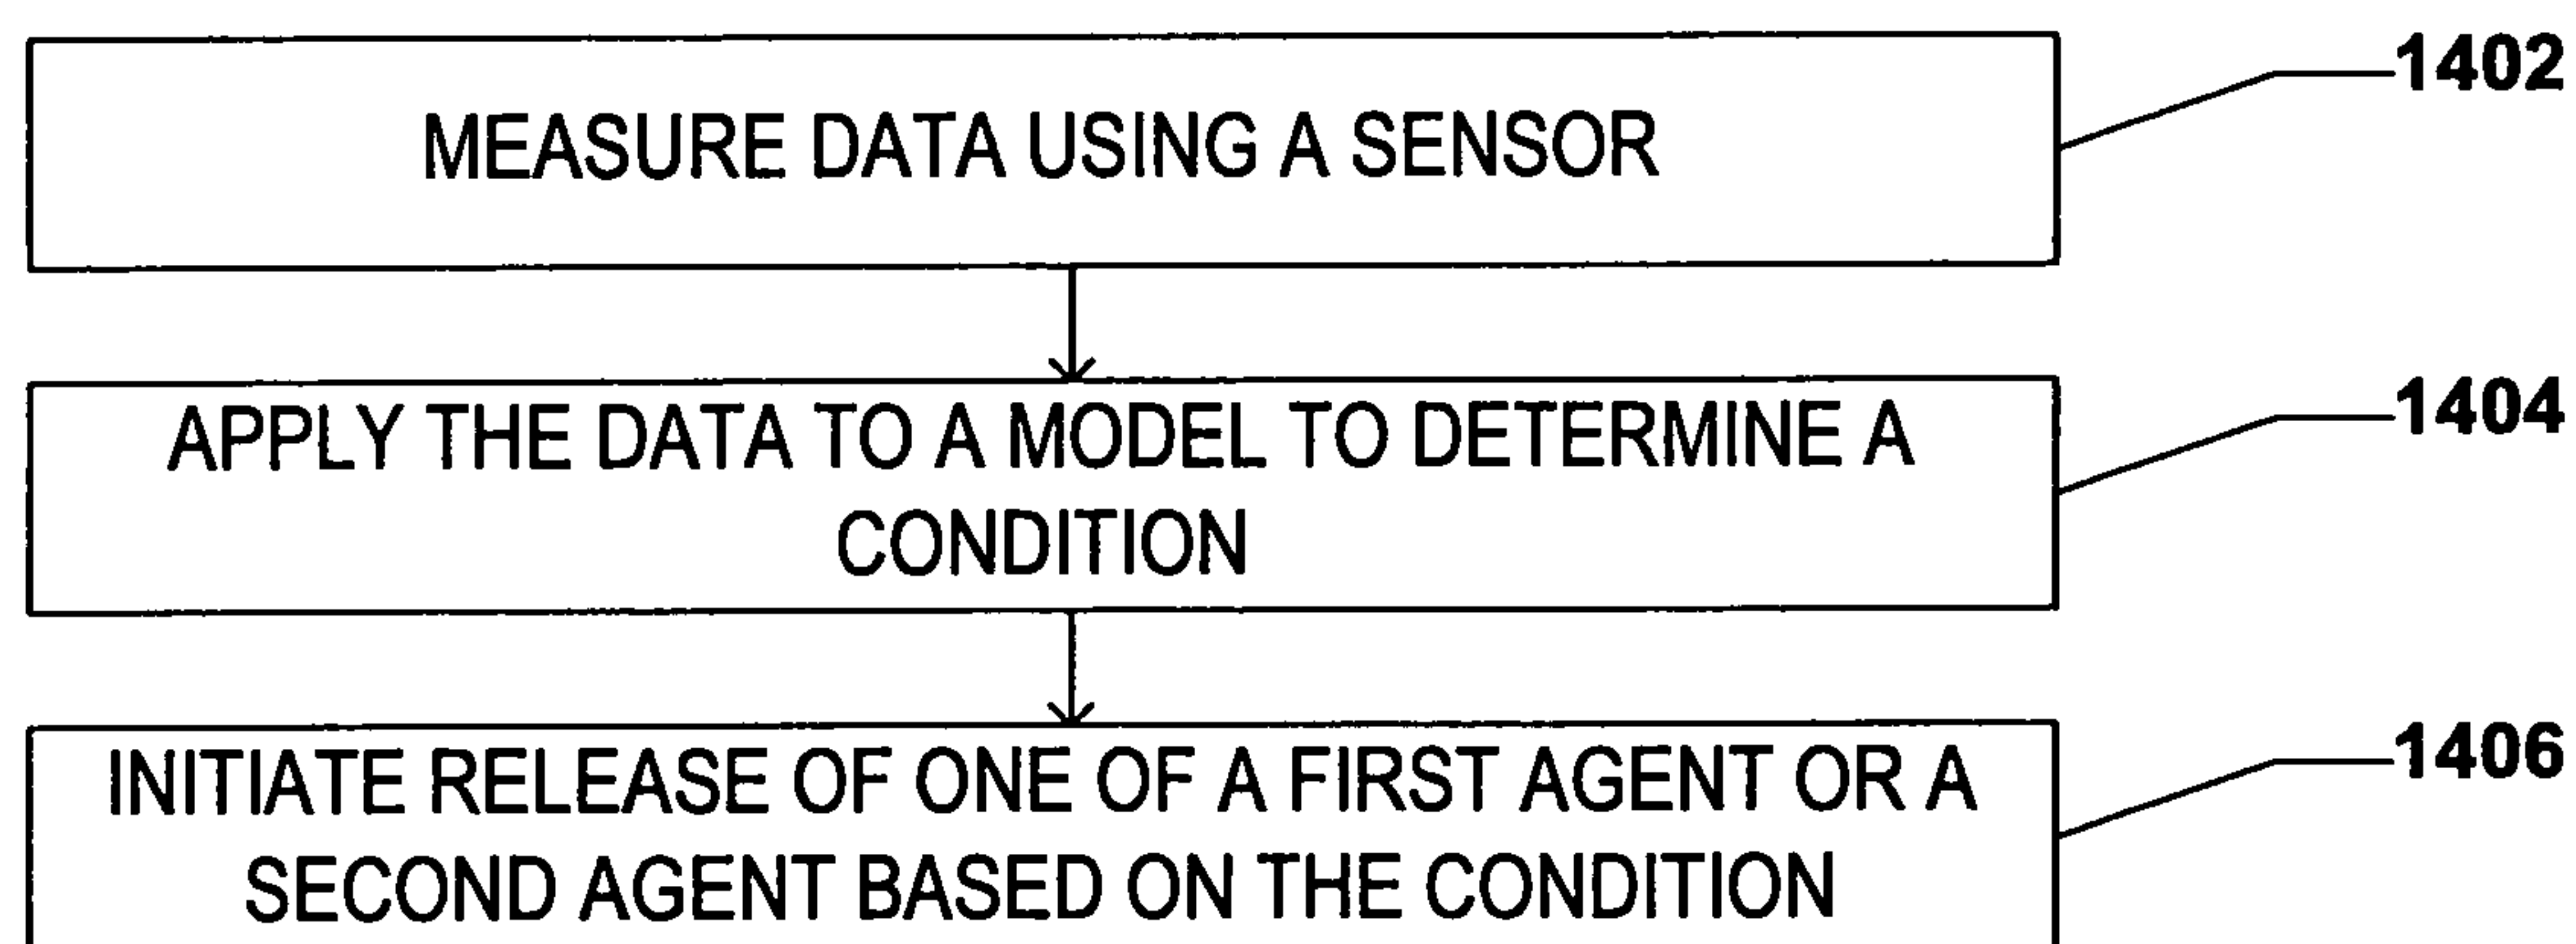 1402
MEASURE DATA USING A SENSOR
1404
APPLY THE DATA TO A MODEL TO DETERMINE A
CONDITION
1406
INITIATE RELEASE OF ONE OF A FIRST AGENT OR A
SECOND AGENT BASED ON THE CONDITION